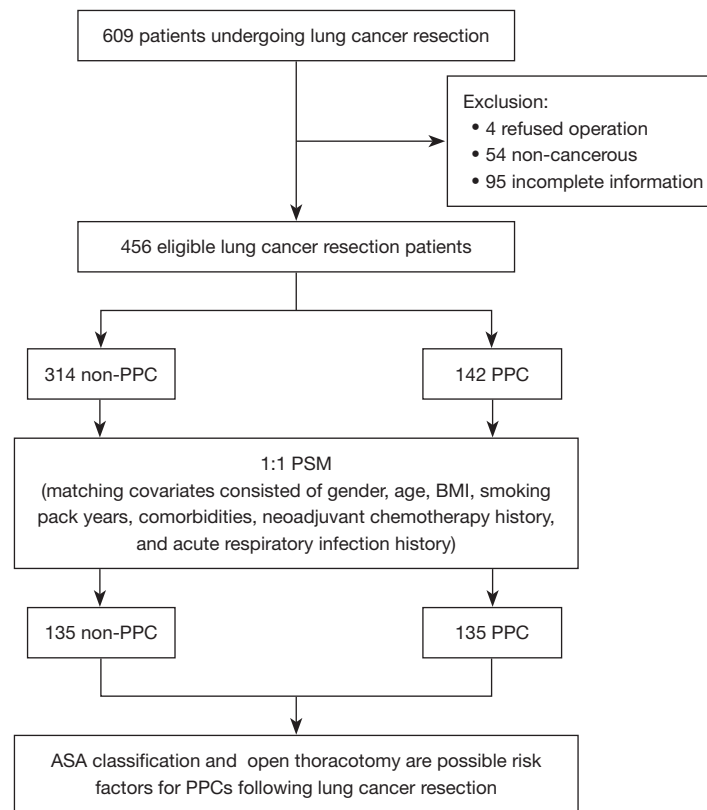 609 patients undergoing lung cancer resection
Exclusion:
• 4 refused operation
• 54 non-cancerous
• 95 incomplete information
456 eligible lung cancer resection patients
314 non-PPC
142 PPC
1:1 PSM
(matching covariates consisted of gender, age, BMI, smoking
pack years, comorbidities, neoadjuvant chemotherapy history,
and acute respiratory infection history)
135 non-PPC
135 PPC
ASA classification and open thoracotomy are possible risk
factors for PPCs following lung cancer resection